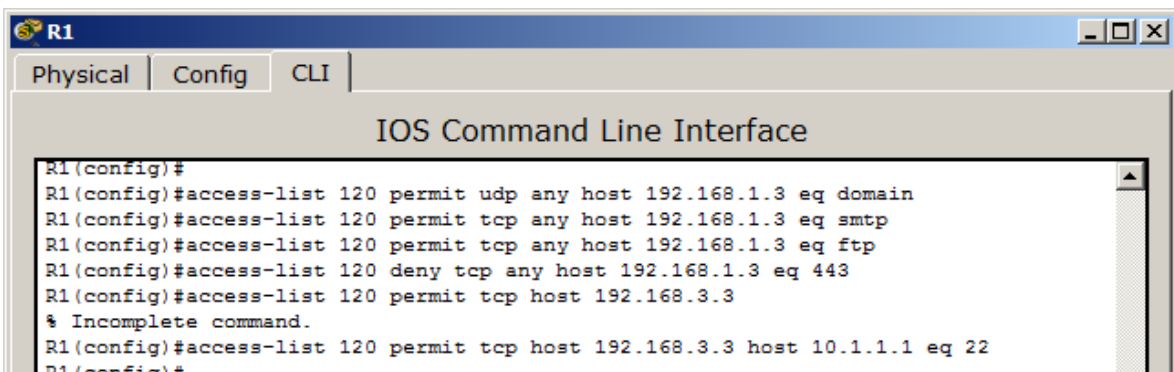 R1
Physical Config CLI
IOS Command Line Interface
R1(config)#
R1(config)#access-list 120 permit udp any host 192.168.1.3 eq domain
R1(config)#access-list 120 permit tcp any host 192.168.1.3 eq smtp
R1(config)#access-list 120 permit tcp any host 192.168.1.3 eq ftp
R1(config)#access-list 120 deny tcp any host 192.168.1.3 eq 443
R1(config)#access-list 120 permit tcp host 192.168.3.3
% Incomplete command.
R1(config)#access-list 120 permit tcp host 192.168.3.3 host 10.1.1.1 eq 22
R1(config)#